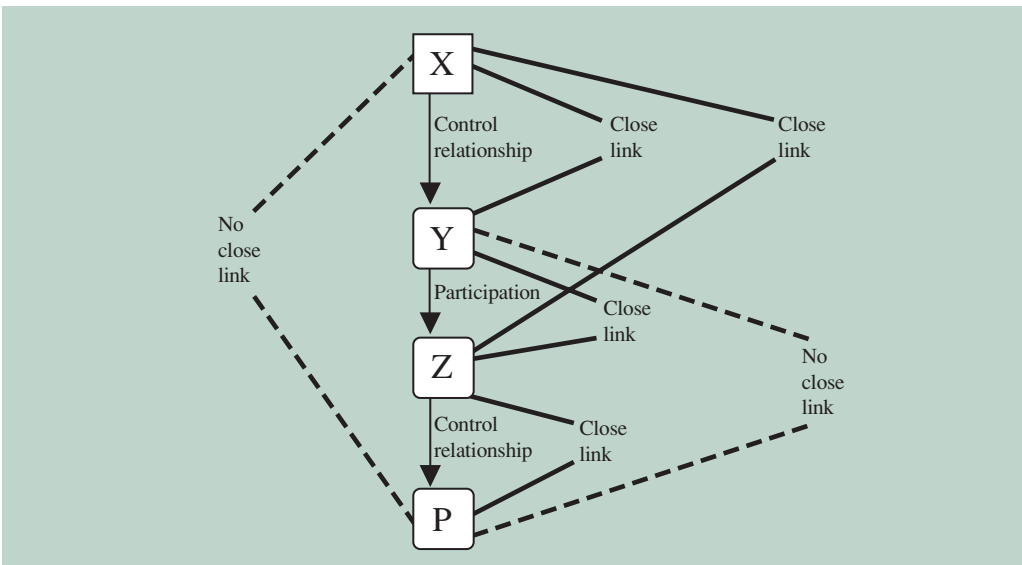 X
Control
relationship
Close
link
Close
link
No
close
link
Y
Participation
Close
link
Z
No
close
link
Control
relationship
Close
link
P